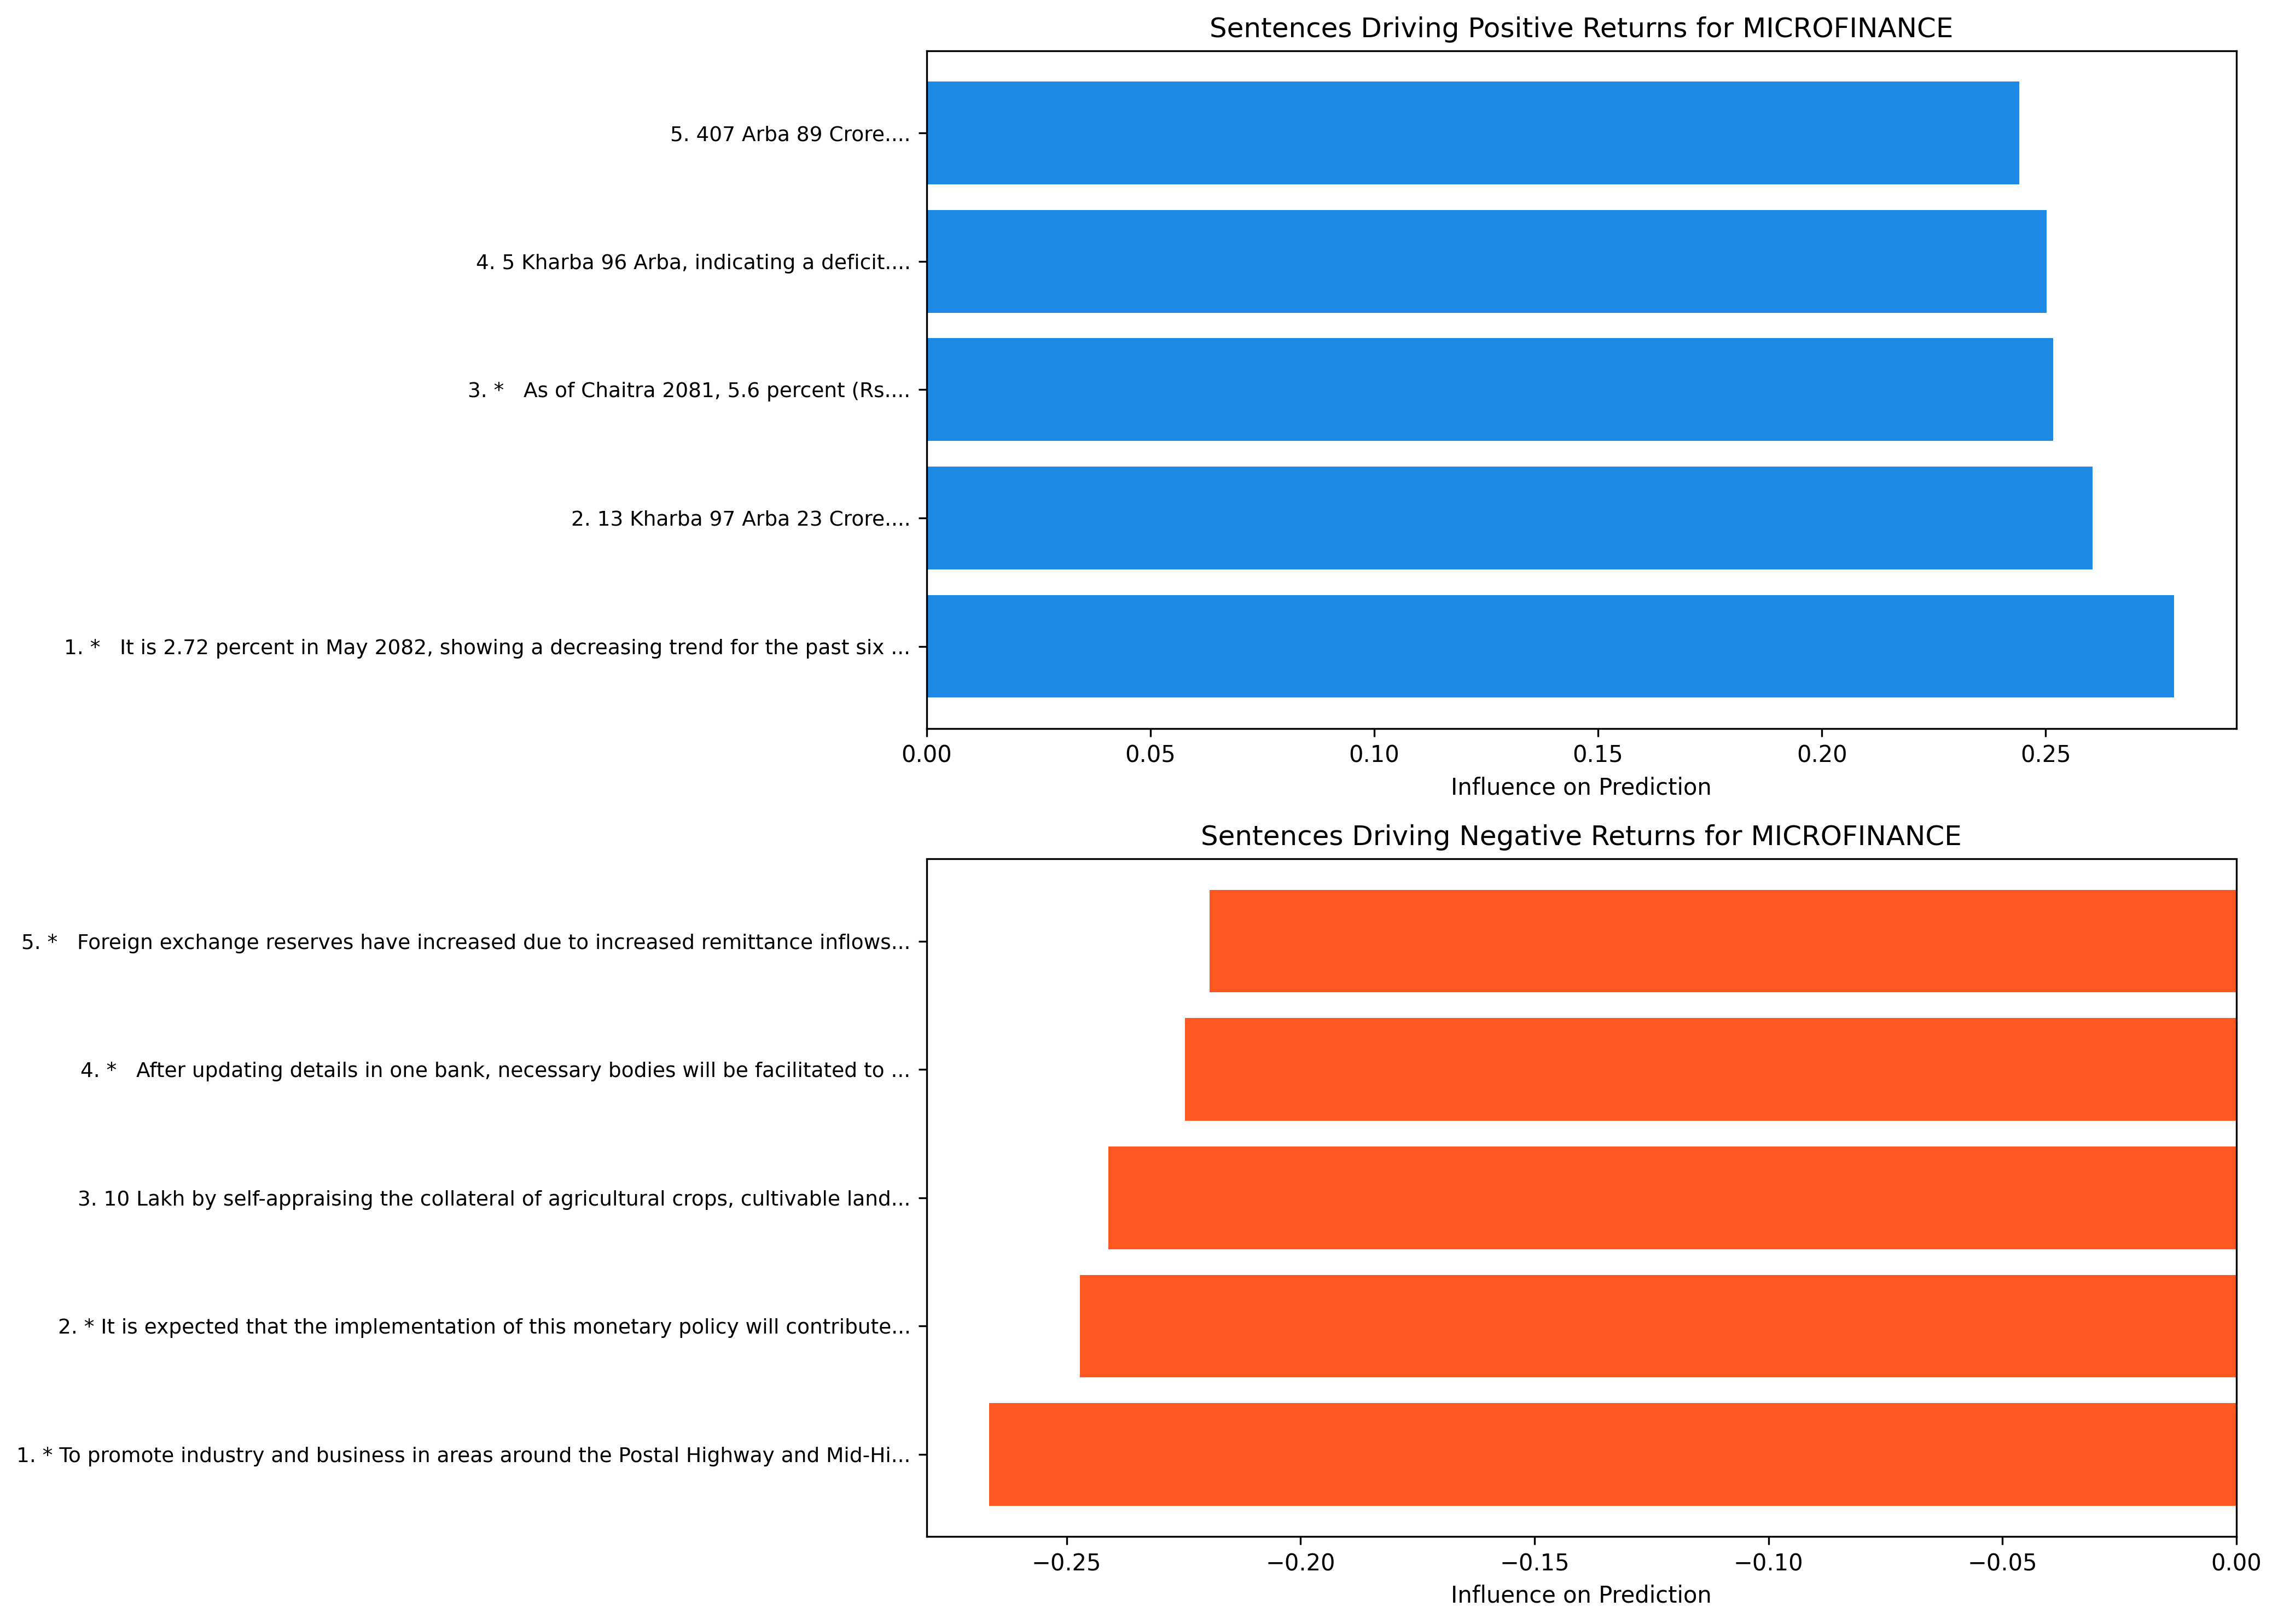 Sentences Driving Positive Returns for MICROFINANCE
5. 407 Arba 89 Crore....
4. 5 Kharba 96 Arba, indicating a deficit....
3. *   As of Chaitra 2081, 5.6 percent (Rs....
2. 13 Kharba 97 Arba 23 Crore....
1. *   It is 2.72 percent in May 2082, showing a decreasing trend for the past six ...
0.00 0.05 0.10 0.15 0.20 0.25
Influence on Prediction
Sentences Driving Negative Returns for MICROFINANCE
5. *   Foreign exchange reserves have increased due to increased remittance inflows...
4. *   After updating details in one bank, necessary bodies will be facilitated to ...
3. 10 Lakh by self-appraising the collateral of agricultural crops, cultivable land...
2. * It is expected that the implementation of this monetary policy will contribute...
1. * To promote industry and business in areas around the Postal Highway and Mid-Hi...
−0.25 −0.20 −0.15 −0.10 −0.05 0.00
Influence on Prediction